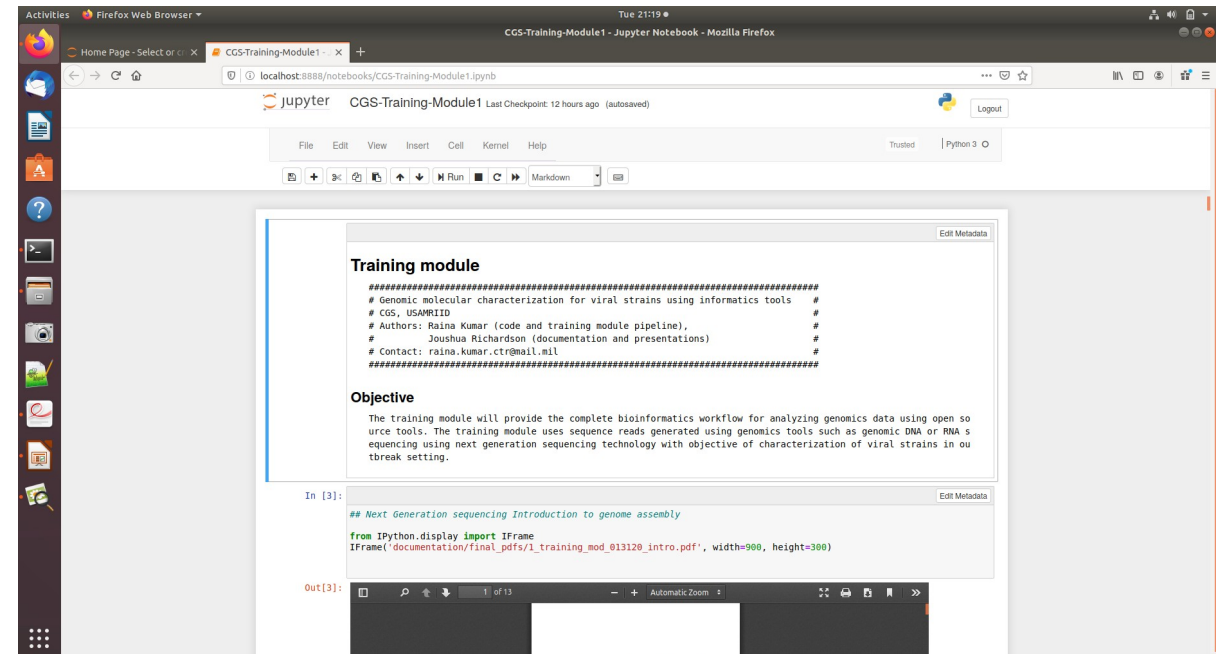 Activities Firefox Web Browser Tue 21:19
CGS-Training-Module1 - Jupyter Notebook - Mozilla Firefox
Home Page - Select or cr CGS-Training-Module1 -
localhost:8888/notebooks/CGS-Training-Module1.ipynb
jupyter CGS-Training-Module1 Last Checkpoint: 12 hours ago (autosaved) Logout
File Edit View Insert Cell Kernel Help Trusted Python 3
Run Markdown
Edit Metadata
Training module
###################################################################################
# Genomic molecular characterization for viral strains using informatics tools #
# CGS, USAMRIID #
# Authors: Raina Kumar (code and training module pipeline), #
# Joushua Richardson (documentation and presentations) #
# Contact: raina.kumar.ctr@mail.mil #
###################################################################################
Objective
The training module will provide the complete bioinformatics workflow for analyzing genomics data using open so
urce tools. The training module uses sequence reads generated using genomics tools such as genomic DNA or RNA s
equencing using next generation sequencing technology with objective of characterization of viral strains in ou
tbreak setting.
In [3]: Edit Metadata
## Next Generation sequencing Introduction to genome assembly
from IPython.display import IFrame
IFrame('documentation/final_pdfs/1_training_mod_013120_intro.pdf', width=900, height=300)
Out[3]: 1 of 13 Automatic Zoom